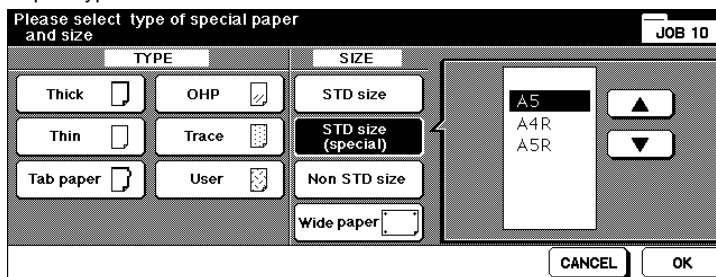 Please select type of special paper
and size
JOB 10
TYPE
SIZE
Thick
OHP
STD size
Thin
Trace
STD size
(special)
Tab paper
User
Non STD size
Wide paper
A5
A4R
A5R
CANCEL
OK